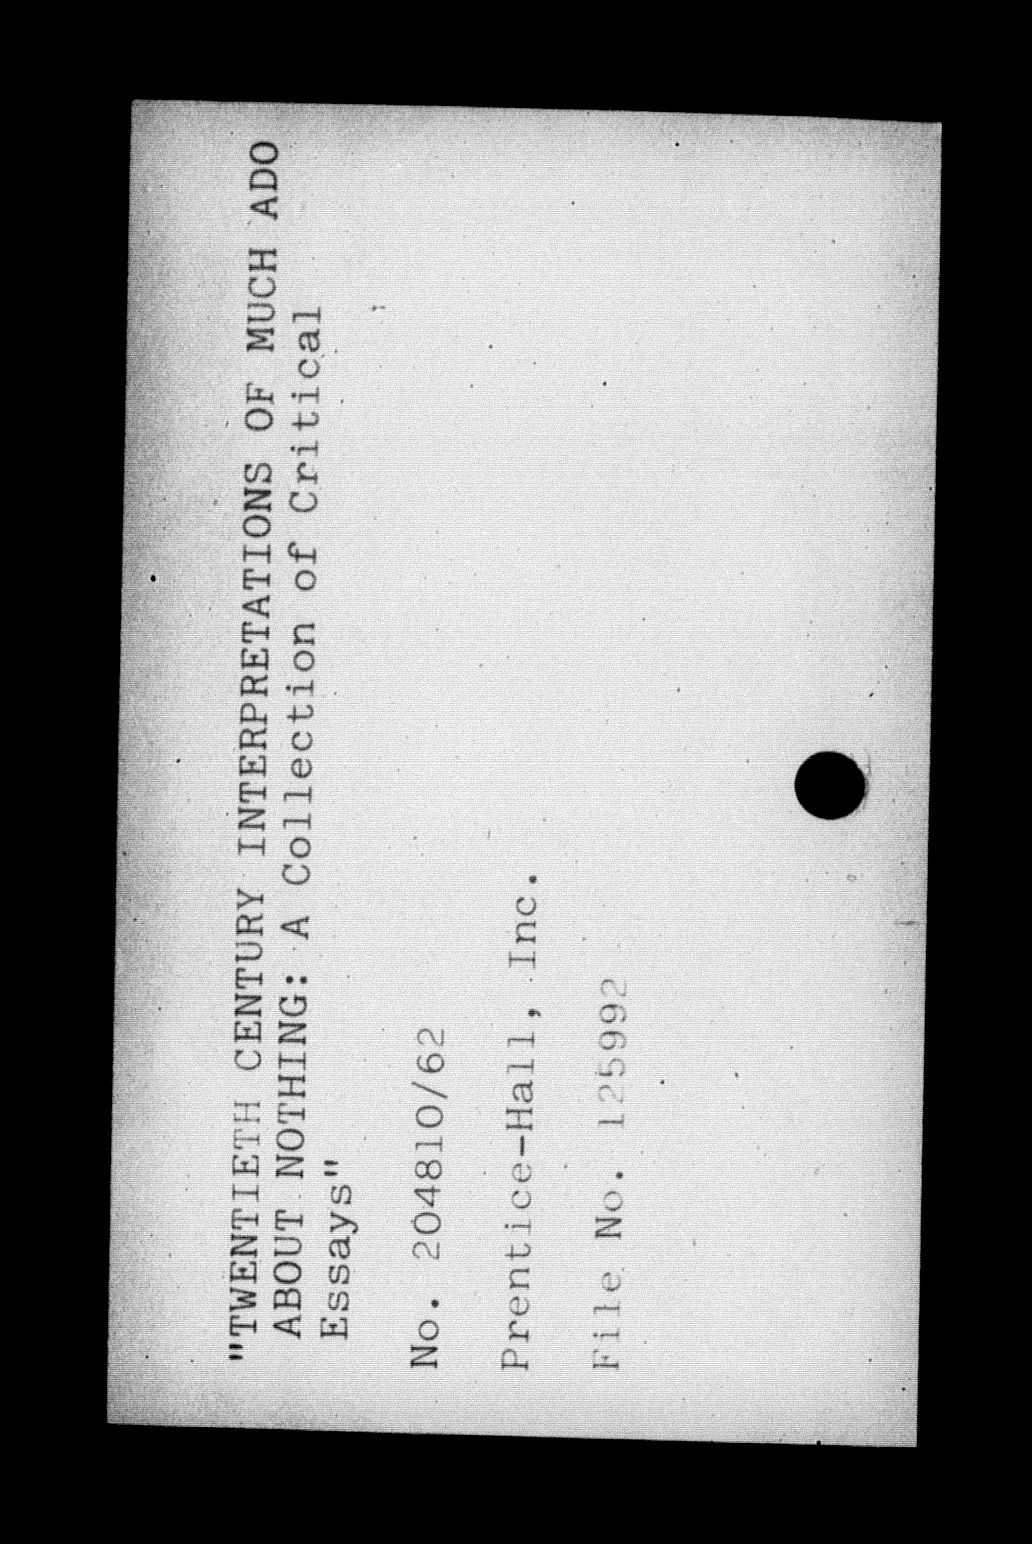 "TWENTIETH CENTURY INTERPRETATIONS OF MUCH ADO
ABOUT NOTHING: A Collection of Critical
Essays"
No. 204810/62
Prentice-Hall, Inc.
File No. 125992